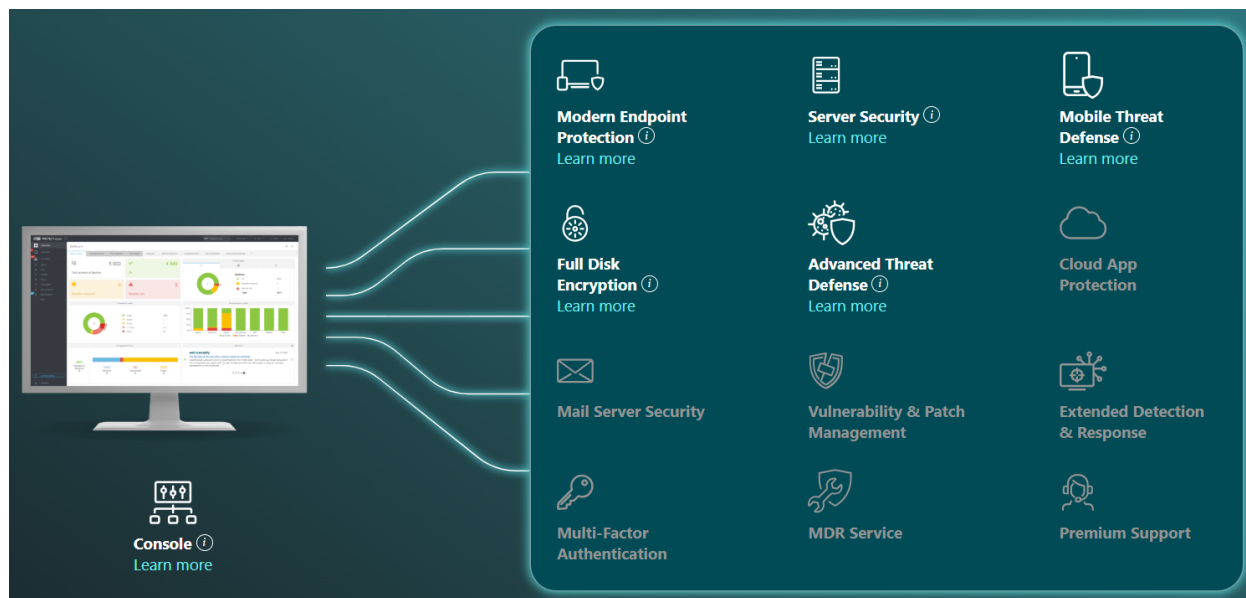 Modern Endpoint
Protection
Learn more
Server Security
Learn more
Mobile Threat
Defense
Learn more
Full Disk
Encryption
Learn more
Advanced Threat
Defense
Learn more
Cloud App
Protection
Mail Server Security
Vulnerability & Patch
Management
Extended Detection
& Response
Multi-Factor
Authentication
MDR Service
Premium Support
Console
Learn more